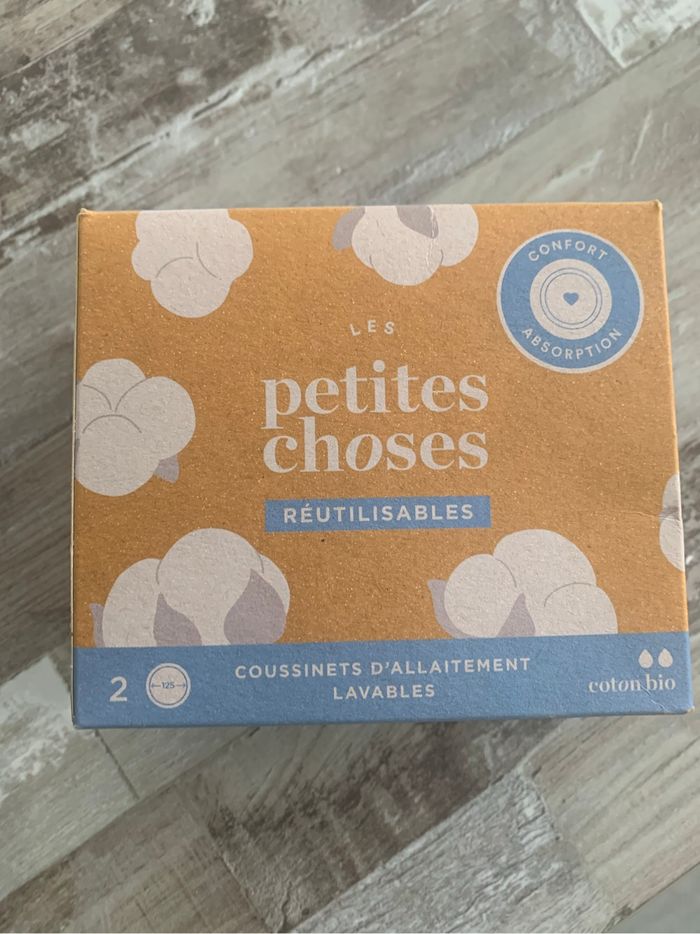 CONFORT
ABSORPTION
LES
petites
choses
RÉUTILISABLES
2
125
COUSSINETS D'ALLAITEMENT
LAVABLES
coton bio